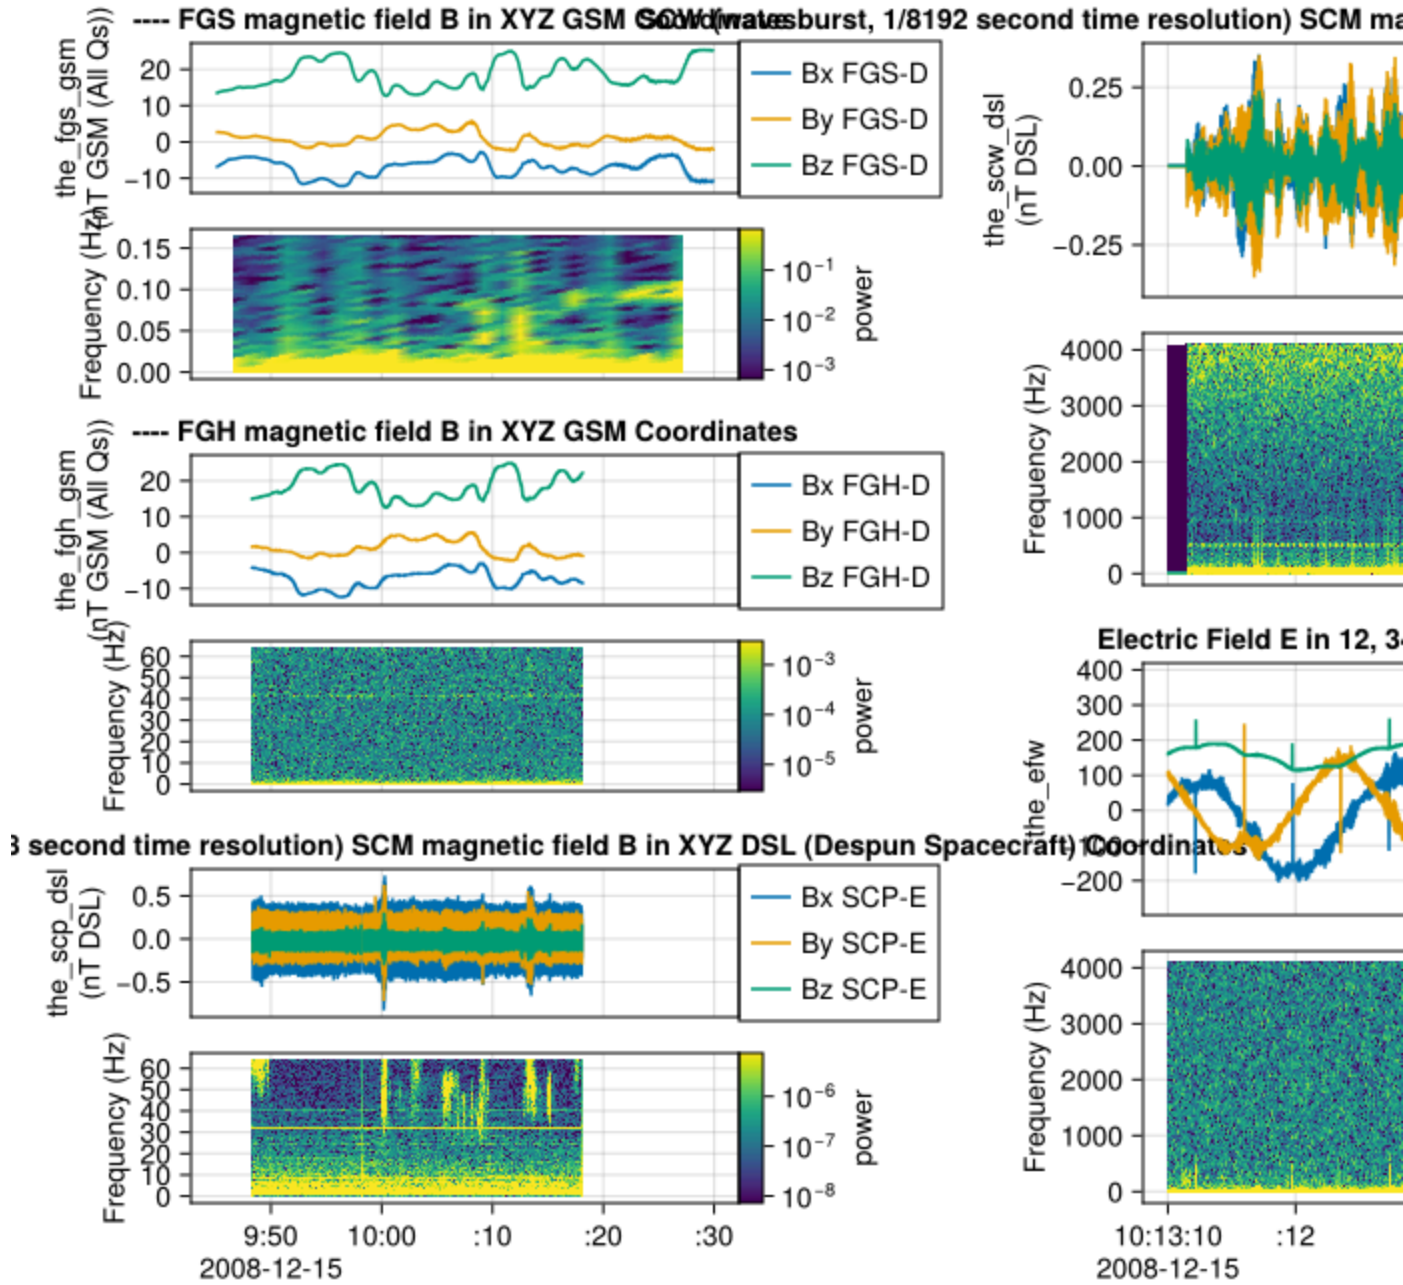 ---- FGS magnetic field B in XYZ GSM Coordinates
SCW (wavesburst, 1/8192 second time resolution) SCM ma
the_fgs_gsm
(nT GSM (All Qs))
20
10
0
−10
Bx FGS-D
By FGS-D
Bz FGS-D
Frequency (Hz)
0.15
0.10
0.05
0.00
10⁻¹
10⁻²
10⁻³
power
---- FGH magnetic field B in XYZ GSM Coordinates
the_fgh_gsm
(nT GSM (All Qs))
20
10
0
−10
Bx FGH-D
By FGH-D
Bz FGH-D
Frequency (Hz)
60
50
40
30
20
10
0
10⁻³
10⁻⁴
10⁻⁵
power
second time resolution) SCM magnetic field B in XYZ DSL (Despun Spacecraft) Coordinates
the_scp_dsl
(nT DSL)
0.5
0.0
−0.5
Bx SCP-E
By SCP-E
Bz SCP-E
Frequency (Hz)
60
50
40
30
20
10
0
10⁻⁶
10⁻⁷
10⁻⁸
power
9:50
10:00
:10
:20
:30
2008-12-15
the_scw_dsl
(nT DSL)
0.25
0.00
−0.25
Frequency (Hz)
4000
3000
2000
1000
0
Electric Field E in 12, 34
the_efw
400
300
200
100
0
−100
−200
Frequency (Hz)
4000
3000
2000
1000
0
10:13:10
:12
2008-12-15